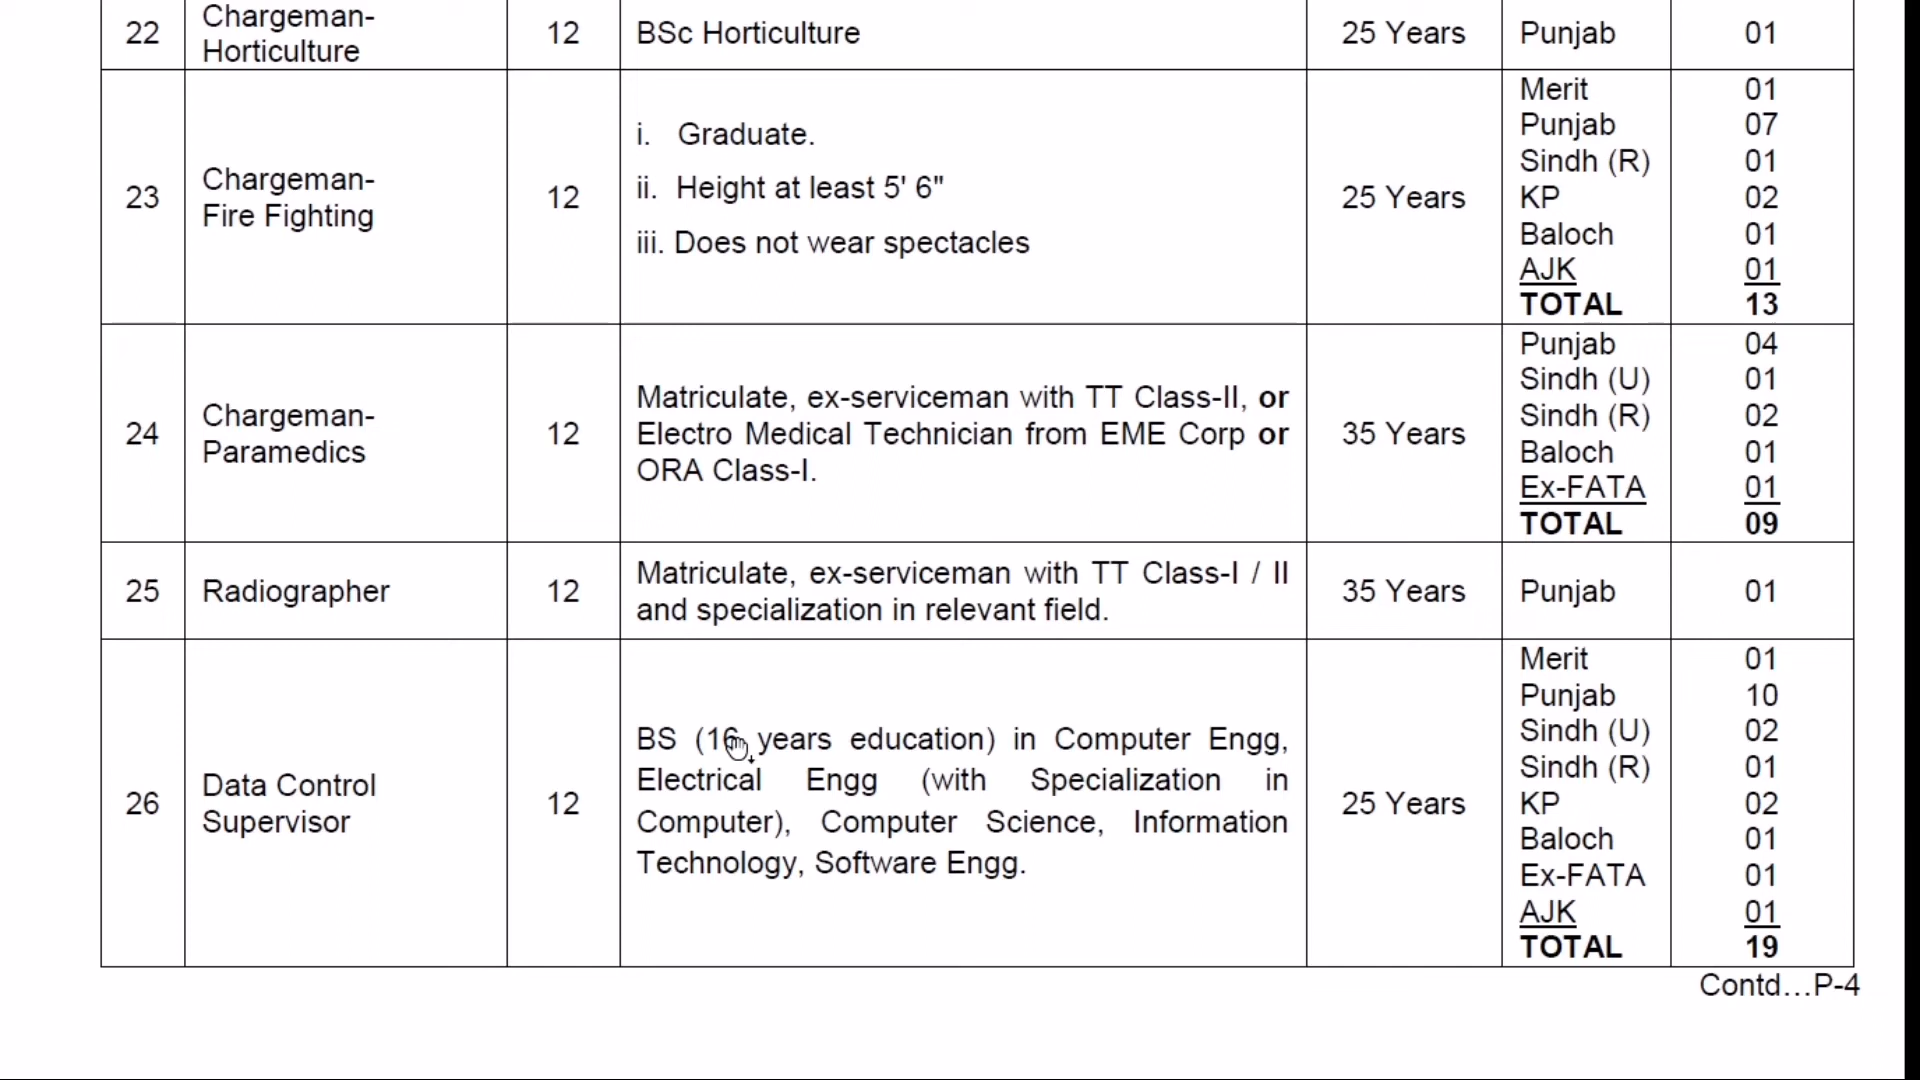 22 Chargeman-
Horticulture 12 BSc Horticulture 25 Years Punjab 01
23 Chargeman-
Fire Fighting 12
i. Graduate.
ii. Height at least 5' 6"
iii. Does not wear spectacles
25 Years
Merit 01
Punjab 07
Sindh (R) 01
KP 02
Baloch 01
AJK 01
TOTAL 13
24 Chargeman-
Paramedics 12
Matriculate, ex-serviceman with TT Class-II, or
Electro Medical Technician from EME Corp or
ORA Class-I.
35 Years
Punjab 04
Sindh (U) 01
Sindh (R) 02
Baloch 01
Ex-FATA 01
TOTAL 09
25 Radiographer 12
Matriculate, ex-serviceman with TT Class-I / II
and specialization in relevant field.
35 Years Punjab 01
26 Data Control
Supervisor 12
BS (16 years education) in Computer Engg,
Electrical Engg (with Specialization in
Computer), Computer Science, Information
Technology, Software Engg.
25 Years
Merit 01
Punjab 10
Sindh (U) 02
Sindh (R) 01
KP 02
Baloch 01
Ex-FATA 01
AJK 01
TOTAL 19
Contd...P-4